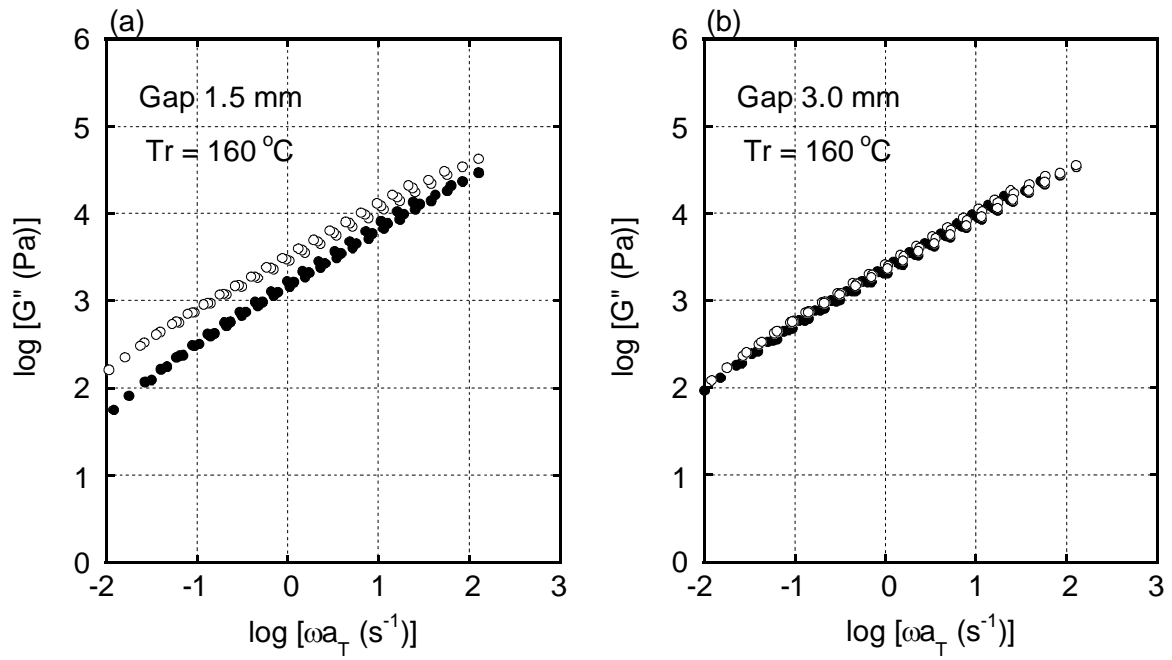 (a)
6
5
4
3
2
1
0
log [G" (Pa)]
Gap 1.5 mm
Tr = 160 °C
-2 -1 0 1 2 3
log [ωa_T (s⁻¹)]
(b)
6
5
4
3
2
1
0
log [G" (Pa)]
Gap 3.0 mm
Tr = 160 °C
-2 -1 0 1 2 3
log [ωa_T (s⁻¹)]